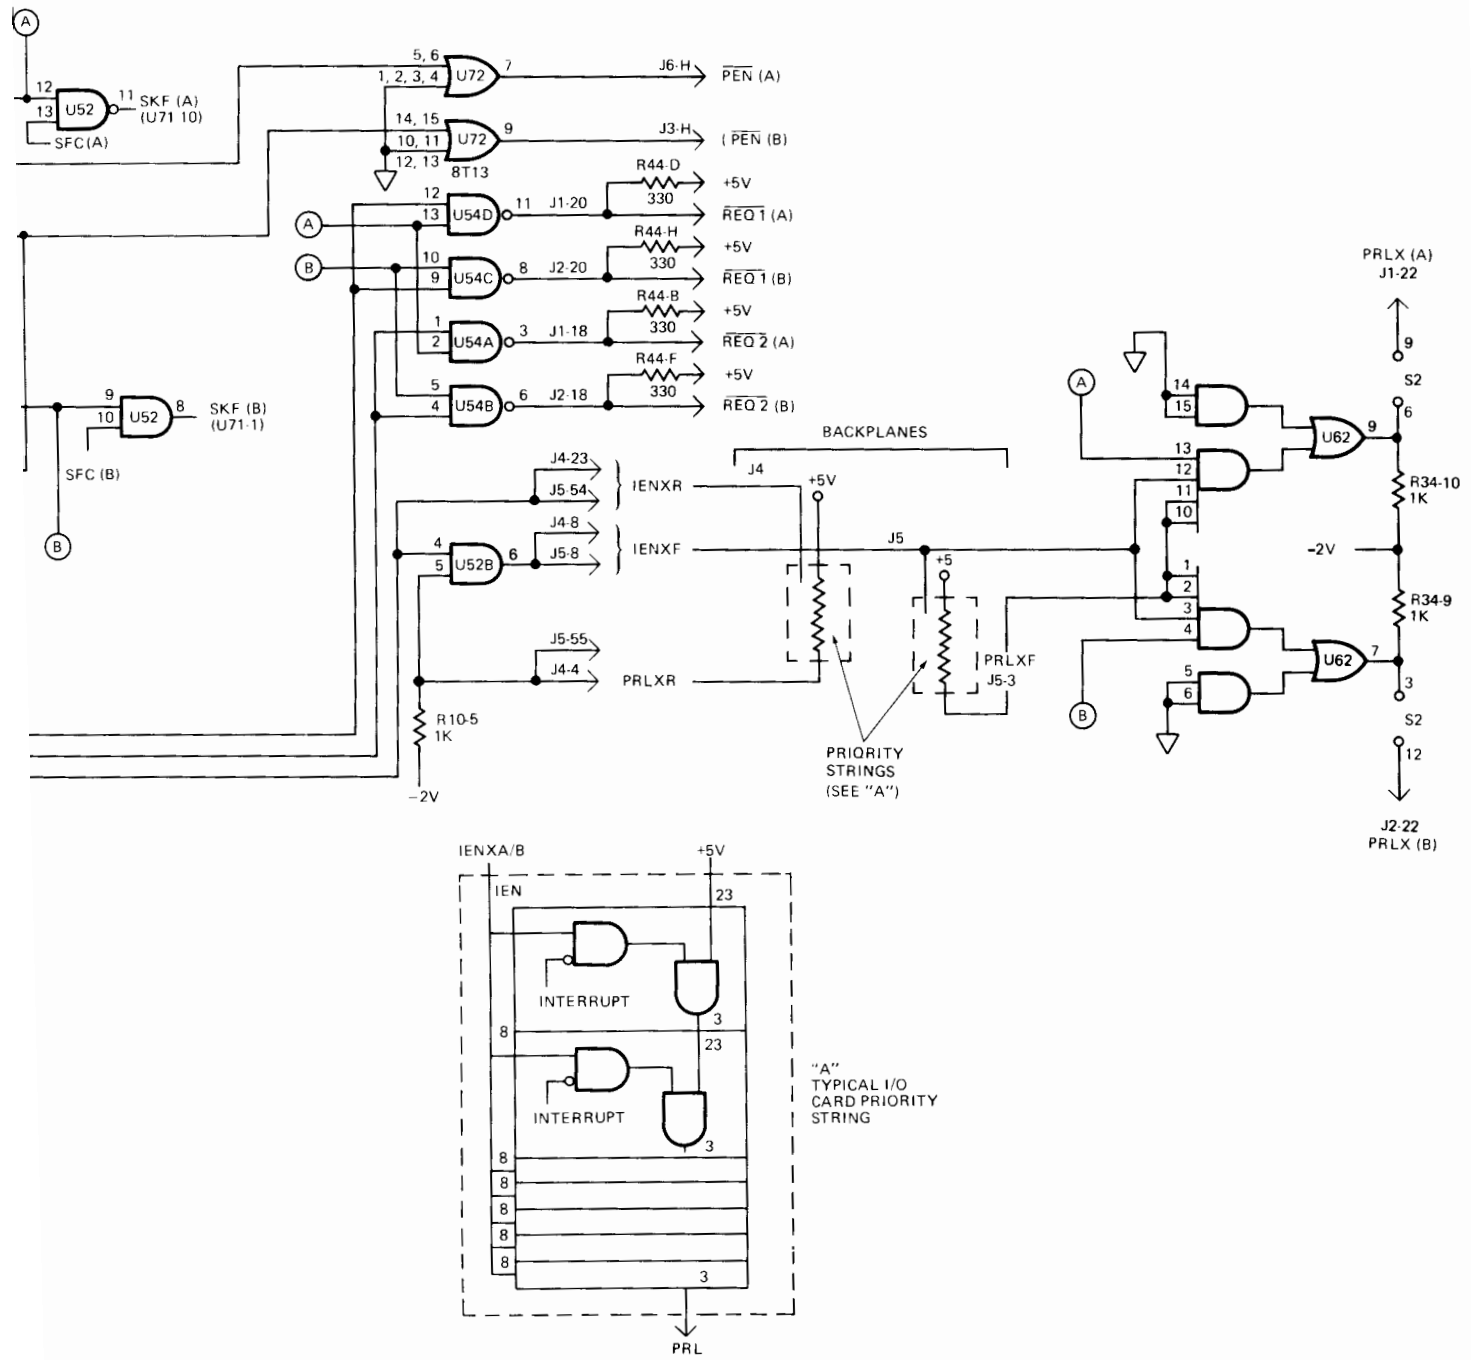 A
5, 6
1, 2, 3, 4
U72
7
J6-H
PEN (A)
12
13
U52
11
SKF (A)
(U71 10)
SFC(A)
14, 15
10, 11
12, 13
U72
8T13
9
J3-H
( PEN (B)
R44-D
330
+5V
A
12
13
U54D
11
J1-20
REQ 1 (A)
R44-H
330
+5V
B
10
9
U54C
8
J2-20
REQ 1 (B)
R44-B
330
+5V
1
2
U54A
3
J1-18
REQ 2 (A)
R44-F
330
+5V
5
4
U54B
6
J2-18
REQ 2 (B)
9
10
U52
8
SKF (B)
(U71-1)
SFC (B)
B
PRLX (A)
J1-22
9
S2
6
A
14
15
13
12
11
10
U62
9
R34-10
1K
-2V
1
2
3
4
5
6
U62
7
R34-9
1K
3
S2
12
J2-22
PRLX (B)
B
BACKPLANES
J4-23
J5-54
IENXR
J4
+5V
J4-8
J5-8
IENXF
J5
4
5
U52B
6
+5
J5-55
J4-4
PRLXR
PRLXF
J5-3
R10-5
1K
-2V
PRIORITY
STRINGS
(SEE "A")
IENXA/B
+5V
IEN
23
INTERRUPT
3
8
23
INTERRUPT
3
8
8
8
8
8
3
PRL
"A"
TYPICAL I/O
CARD PRIORITY
STRING